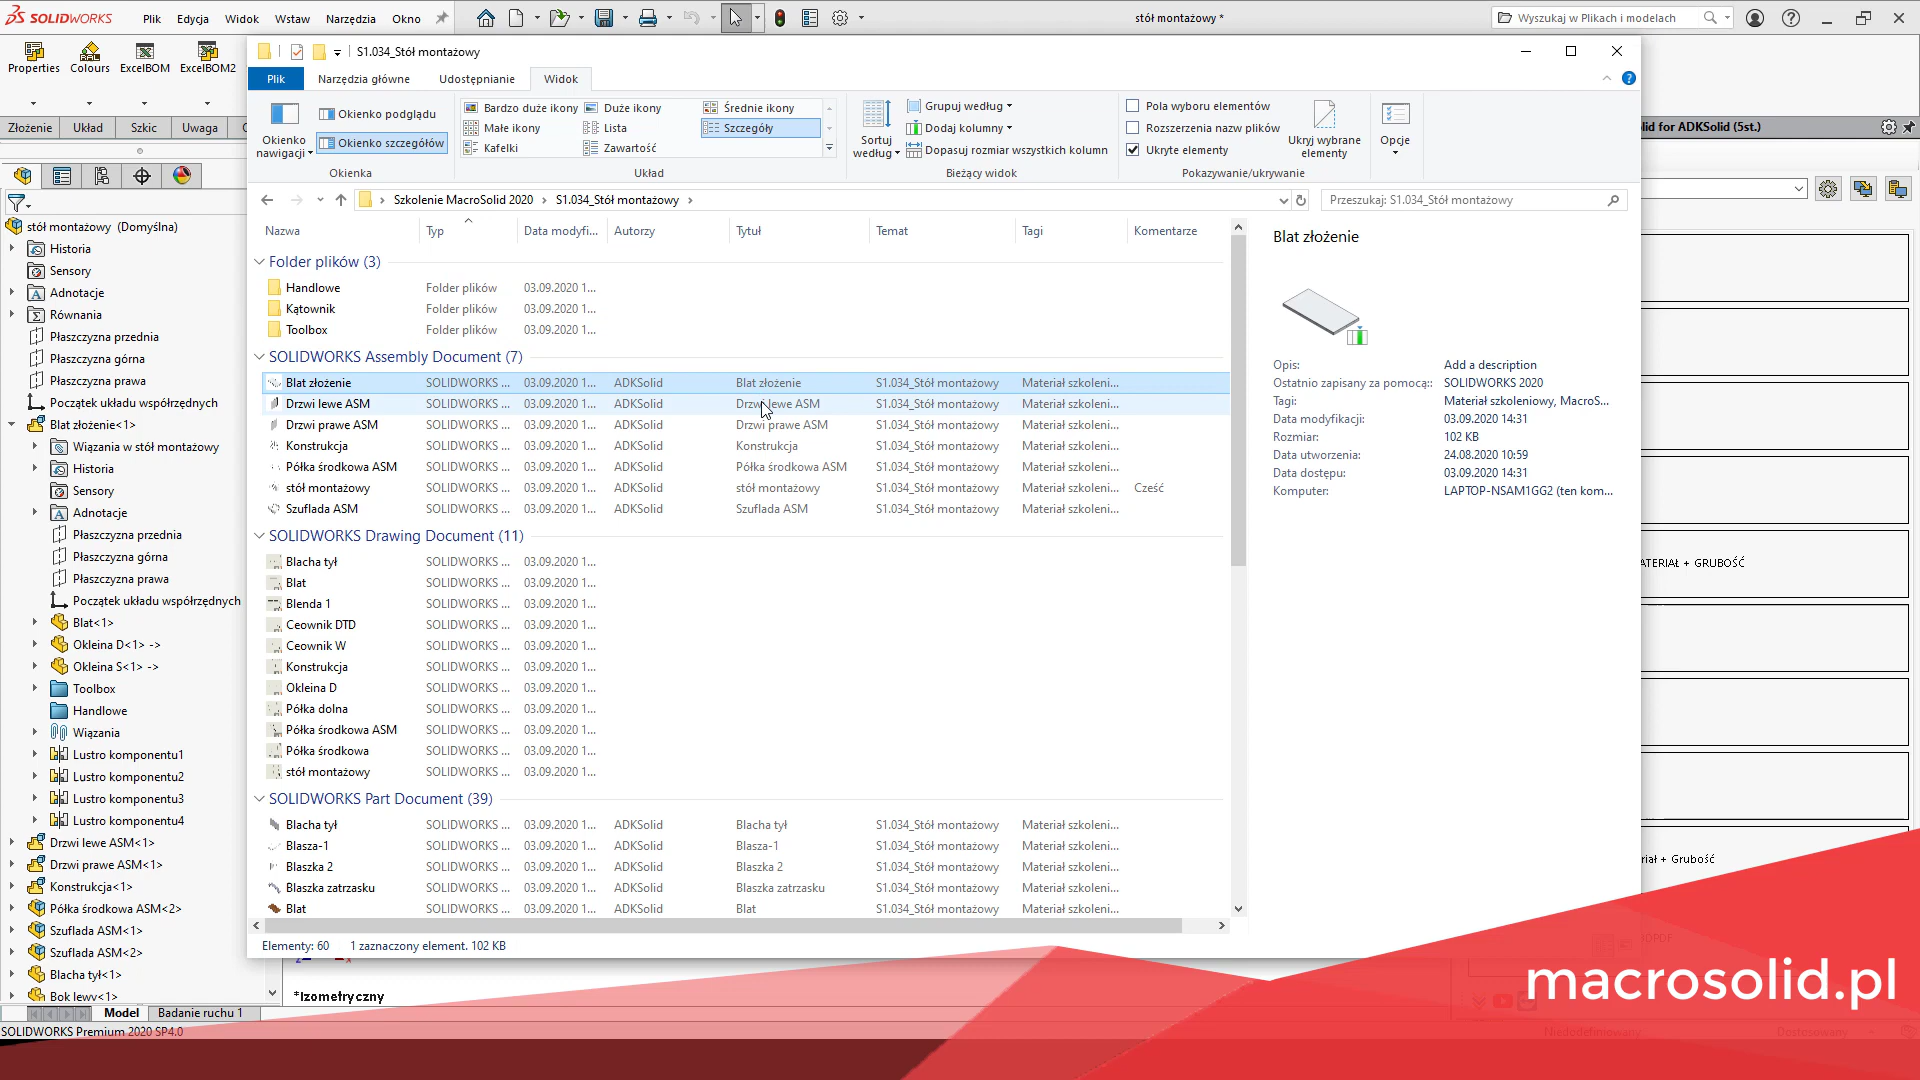 SOLIDWORKS
Plik
Edycja
Widok
Wstaw
Narzędzia
Okno
stół montażowy *
Wyszukaj w Plikach i modelach
Properties
Colours
ExcelBOM
ExcelBOM2
Złożenie
Układ
Szkic
Uwaga
S1.034_Stół montażowy
Plik
Narzędzia główne
Udostępnianie
Widok
Okienko nawigacji
Okienko podglądu
Okienko szczegółów
Okienka
Bardzo duże ikony
Duże ikony
Średnie ikony
Małe ikony
Lista
Szczegóły
Kafelki
Zawartość
Układ
Sortuj według
Grupuj według
Dodaj kolumny
Dopasuj rozmiar wszystkich kolumn
Bieżący widok
Pola wyboru elementów
Rozszerzenia nazw plików
Ukryte elementy
Ukryj wybrane elementy
Pokazywanie/ukrywanie
Opcje
lid for ADKSolid (5st.)
Szkolenie MacroSolid 2020 > S1.034_Stół montażowy >
Przeszukaj: S1.034_Stół montażowy
Nazwa Typ Data modyfi... Autorzy Tytuł Temat Tagi Komentarze
Folder plików (3)
Handlowe Folder plików 03.09.2020 1...
Kątownik Folder plików 03.09.2020 1...
Toolbox Folder plików 03.09.2020 1...
SOLIDWORKS Assembly Document (7)
Blat złożenie SOLIDWORKS ... 03.09.2020 1... ADKSolid Blat złożenie S1.034_Stół montażowy Materiał szkoleni...
Drzwi lewe ASM SOLIDWORKS ... 03.09.2020 1... ADKSolid Drzwi lewe ASM S1.034_Stół montażowy Materiał szkoleni...
Drzwi prawe ASM SOLIDWORKS ... 03.09.2020 1... ADKSolid Drzwi prawe ASM S1.034_Stół montażowy Materiał szkoleni...
Konstrukcja SOLIDWORKS ... 03.09.2020 1... ADKSolid Konstrukcja S1.034_Stół montażowy Materiał szkoleni...
Półka środkowa ASM SOLIDWORKS ... 03.09.2020 1... ADKSolid Półka środkowa ASM S1.034_Stół montażowy Materiał szkoleni...
stół montażowy SOLIDWORKS ... 03.09.2020 1... ADKSolid stół montażowy S1.034_Stół montażowy Materiał szkoleni... Cześć
Szuflada ASM SOLIDWORKS ... 03.09.2020 1... ADKSolid Szuflada ASM S1.034_Stół montażowy Materiał szkoleni...
SOLIDWORKS Drawing Document (11)
Blacha tył SOLIDWORKS ... 03.09.2020 1...
Blat SOLIDWORKS ... 03.09.2020 1...
Blenda 1 SOLIDWORKS ... 03.09.2020 1...
Ceownik DTD SOLIDWORKS ... 03.09.2020 1...
Ceownik W SOLIDWORKS ... 03.09.2020 1...
Konstrukcja SOLIDWORKS ... 03.09.2020 1...
Okleina D SOLIDWORKS ... 03.09.2020 1...
Półka dolna SOLIDWORKS ... 03.09.2020 1...
Półka środkowa ASM SOLIDWORKS ... 03.09.2020 1...
Półka środkowa SOLIDWORKS ... 03.09.2020 1...
stół montażowy SOLIDWORKS ... 03.09.2020 1...
SOLIDWORKS Part Document (39)
Blacha tył SOLIDWORKS ... 03.09.2020 1... ADKSolid Blacha tył S1.034_Stół montażowy Materiał szkoleni...
Blasza-1 SOLIDWORKS ... 03.09.2020 1... ADKSolid Blasza-1 S1.034_Stół montażowy Materiał szkoleni...
Blaszka 2 SOLIDWORKS ... 03.09.2020 1... ADKSolid Blaszka 2 S1.034_Stół montażowy Materiał szkoleni...
Blaszka zatrzasku SOLIDWORKS ... 03.09.2020 1... ADKSolid Blaszka zatrzasku S1.034_Stół montażowy Materiał szkoleni...
Blat SOLIDWORKS ... 03.09.2020 1... ADKSolid Blat S1.034_Stół montażowy Materiał szkoleni...
Elementy: 60 1 zaznaczony element. 102 KB
Blat złożenie
Opis: Add a description
Ostatnio zapisany za pomocą:: SOLIDWORKS 2020
Tagi: Materiał szkoleniowy, MacroS...
Data modyfikacji: 03.09.2020 14:31
Rozmiar: 102 KB
Data utworzenia: 24.08.2020 10:59
Data dostępu: 03.09.2020 14:31
Komputer: LAPTOP-NSAM1GG2 (ten kom...
stół montażowy (Domyślna)
Historia
Sensory
Adnotacje
Równania
Płaszczyzna przednia
Płaszczyzna górna
Płaszczyzna prawa
Początek układu współrzędnych
Blat złożenie<1>
Wiązania w stół montażowy
Historia
Sensory
Adnotacje
Płaszczyzna przednia
Płaszczyzna górna
Płaszczyzna prawa
Początek układu współrzędnych
Blat<1>
Okleina D<1> ->
Okleina S<1> ->
Toolbox
Handlowe
Wiązania
Lustro komponentu1
Lustro komponentu2
Lustro komponentu3
Lustro komponentu4
Drzwi lewe ASM<1>
Drzwi prawe ASM<1>
Konstrukcja<1>
Półka środkowa ASM<2>
Szuflada ASM<1>
Szuflada ASM<2>
Blacha tył<1>
Bok lewy<1>
ATERIAŁ + GRUBOŚĆ
riał + Grubość
*Izometryczny
Model
Badanie ruchu 1
SOLIDWORKS Premium 2020 SP4.0
macrosolid.pl
Niedodefiniowany